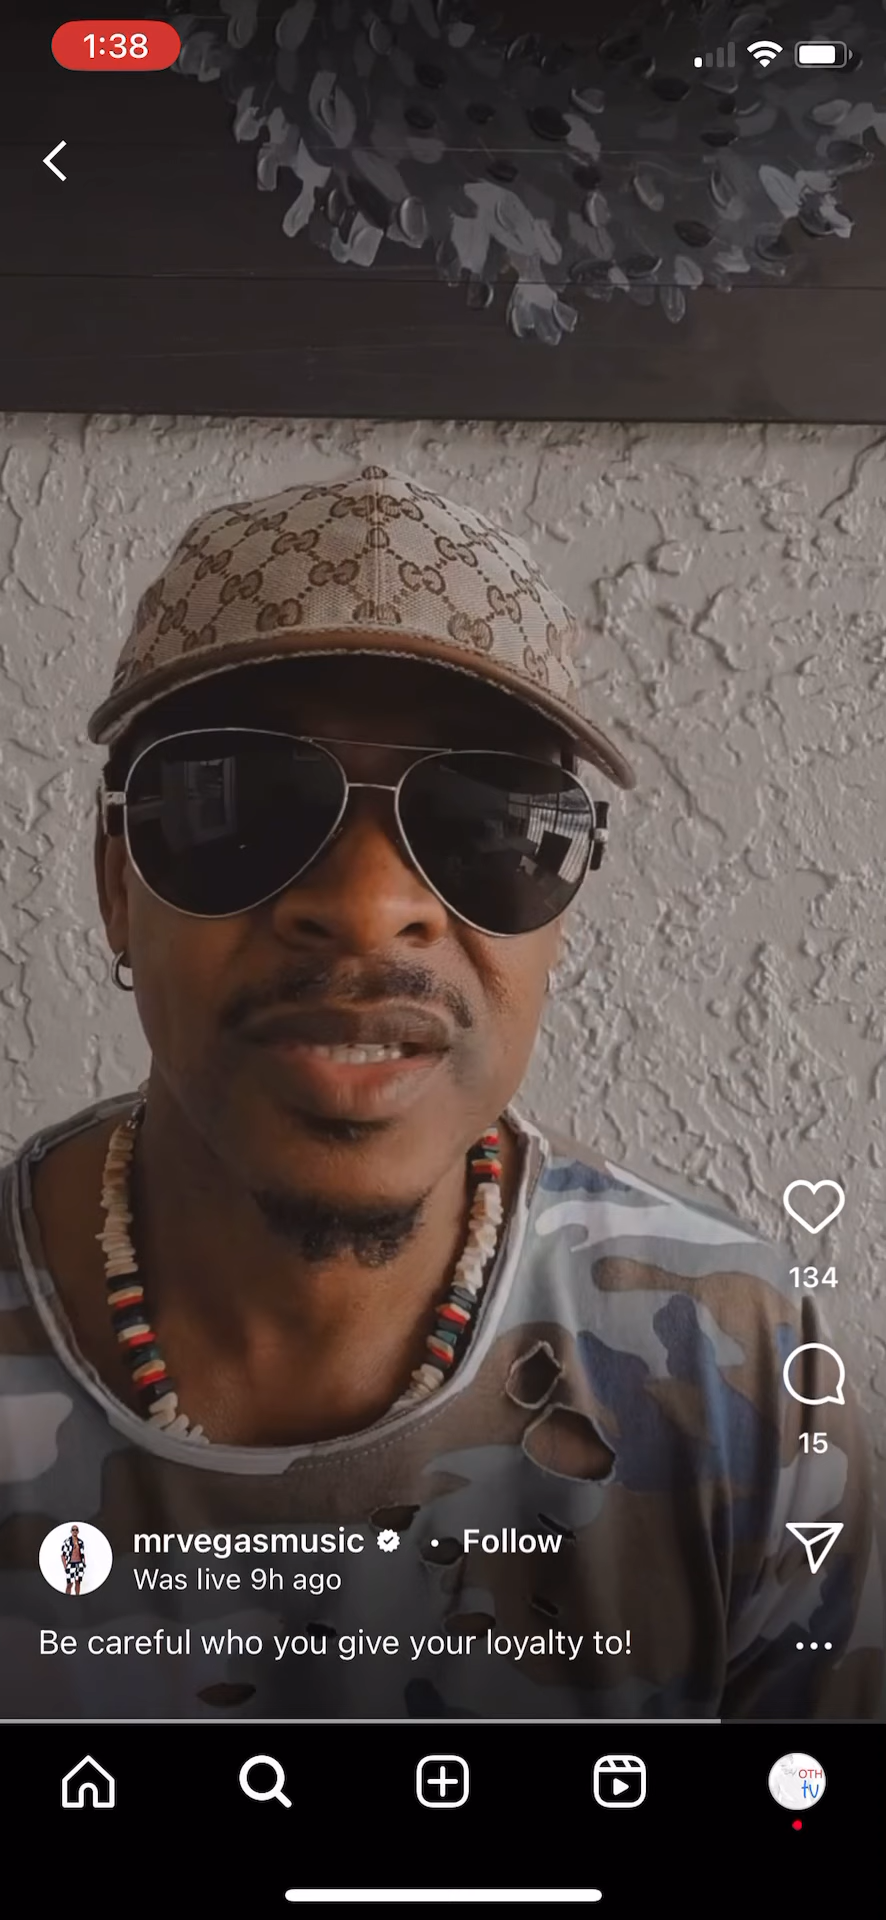 1:38
134
15
mrvegasmusic • Follow
Was live 9h ago
Be careful who you give your loyalty to!
OTH
tv